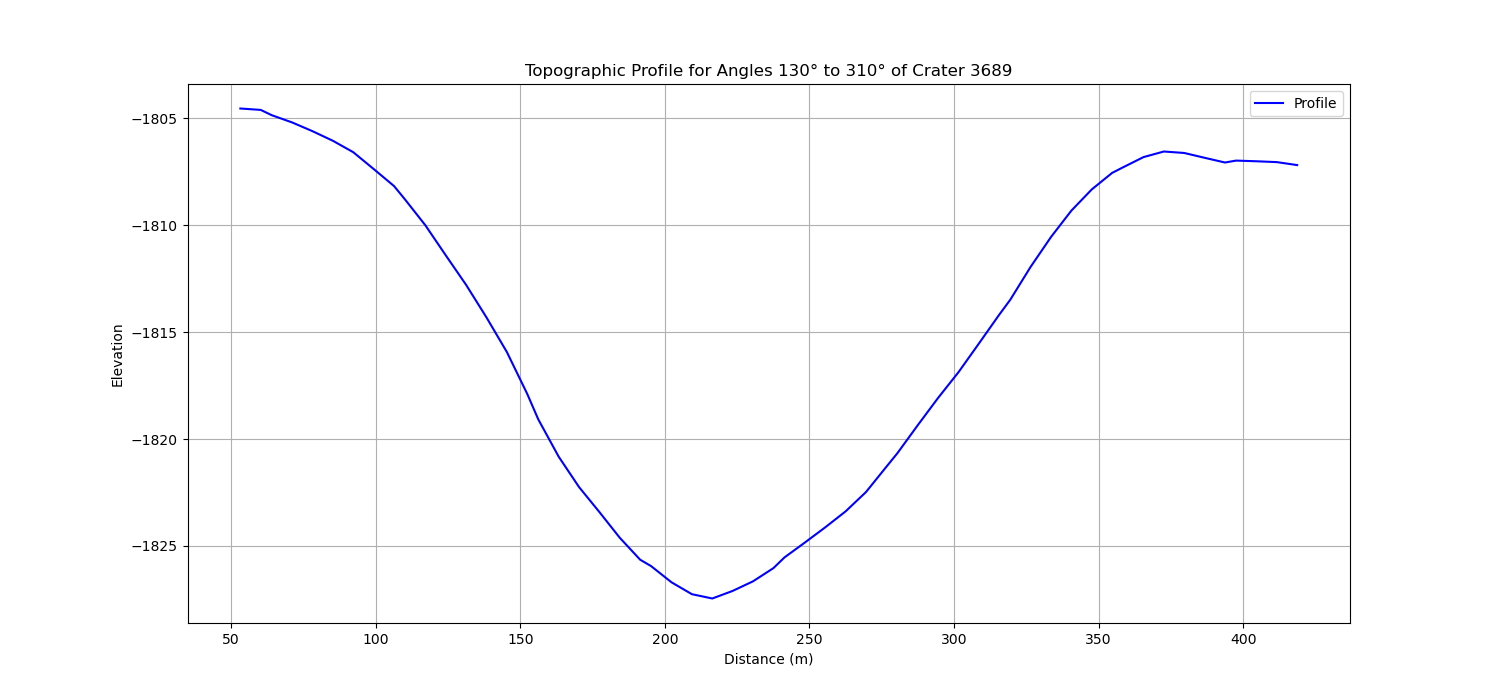 Topographic Profile for Angles 130° to 310° of Crater 3689
Profile
−1805
−1810
−1815
−1820
−1825
Elevation
50 100 150 200 250 300 350 400
Distance (m)